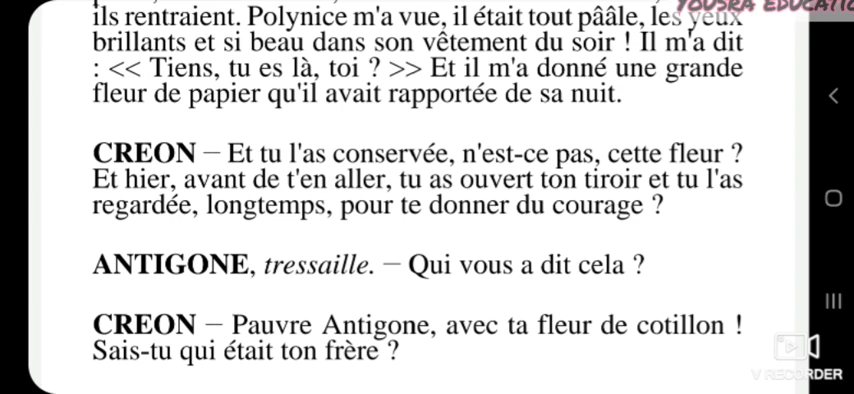 YOUSRA EDUCATIO
ils rentraient. Polynice m'a vue, il était tout pââle, les yeux
brillants et si beau dans son vêtement du soir ! Il m'a dit
: << Tiens, tu es là, toi ? >> Et il m'a donné une grande
fleur de papier qu'il avait rapportée de sa nuit.
CREON – Et tu l'as conservée, n'est-ce pas, cette fleur ?
Et hier, avant de t'en aller, tu as ouvert ton tiroir et tu l'as
regardée, longtemps, pour te donner du courage ?
ANTIGONE, tressaille. – Qui vous a dit cela ?
CREON – Pauvre Antigone, avec ta fleur de cotillon !
Sais-tu qui était ton frère ?
V RECORDER